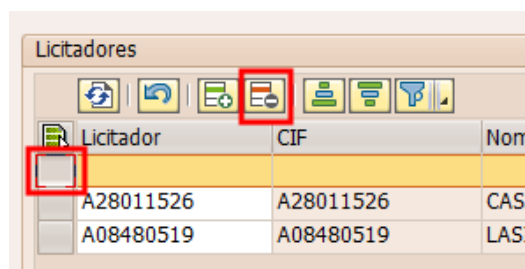 Licitadores
Licitador CIF Nom
A28011526 A28011526 CAS
A08480519 A08480519 LAS